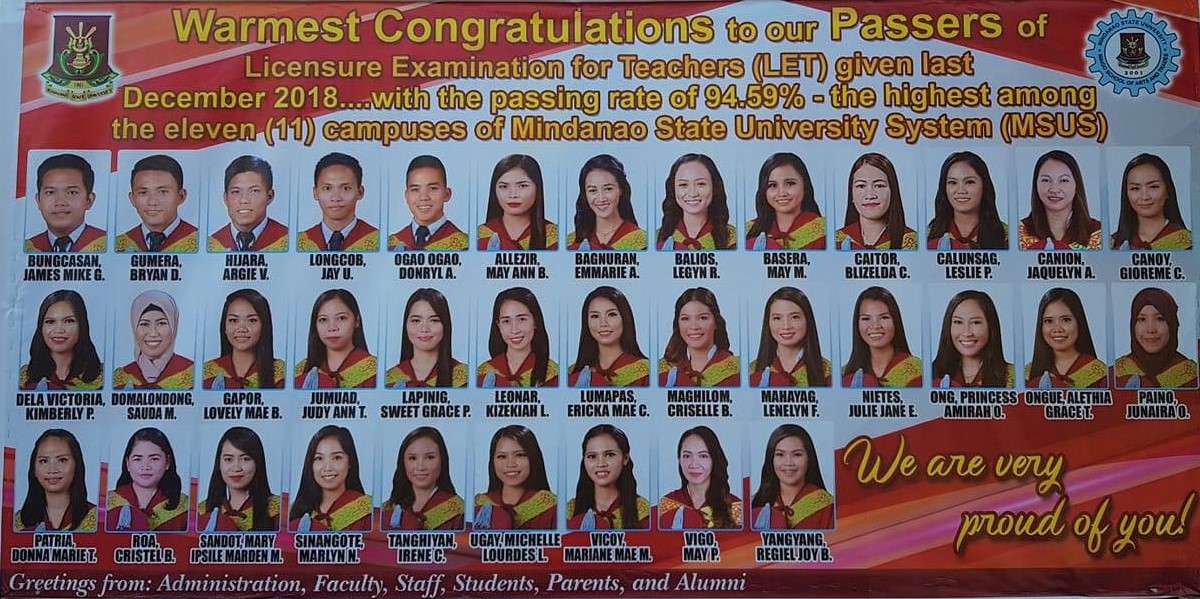 Warmest Congratulations to our Passers of
Licensure Examination for Teachers (LET) given last
December 2018....with the passing rate of 94.59% - the highest among
the eleven (11) campuses of Mindanao State University System (MSUS)
BUNGCASAN,
JAMES MIKE G.
GUMERA,
BRYAN D.
HIJARA,
ARGIE V.
LONGCOB,
JAY U.
OGAO OGAO,
DONRYL A.
ALLEZIR,
MAY ANN B.
BAGNURAN,
EMMARIE A.
BALIOS,
LEGYN R.
BASERA,
MAY M.
CAITOR,
BLIZELDA C.
CALUNSAG,
LESLIE P.
CANION,
JAQUELYN A.
CANOY,
GIOREME C.
DELA VICTORIA,
KIMBERLY P.
DOMALONDONG,
SAUDA M.
GAPOR,
LOVELY MAE B.
JUMUAD,
JUDY ANN T.
LAPINIG,
SWEET GRACE P.
LEONAR,
KIZEKIAH L.
LUMAPAS,
ERICKA MAE C.
MAGHILOM,
CRISELLE B.
MAHAYAG,
LENELYN F.
NIETES,
JULIE JANE E.
ONG, PRINCESS
AMIRAH O.
ONGUE, ALETHIA
GRACE T.
PAINO,
JUNAIRA O.
PATRIA,
DONNA MARIE T.
ROA,
CRISTEL B.
SANDOT, MARY
IPSILE MARDEN M.
SINANGOTE,
MARLYN N.
TANGHIYAN,
IRENE C.
UGAY, MICHELLE
LOURDES L.
VICOY,
MARIANE MAE M.
VIGO,
MAY P.
YANGYANG,
REGIEL JOY B.
We are very
proud of you!
Greetings from: Administration, Faculty, Staff, Students, Parents, and Alumni